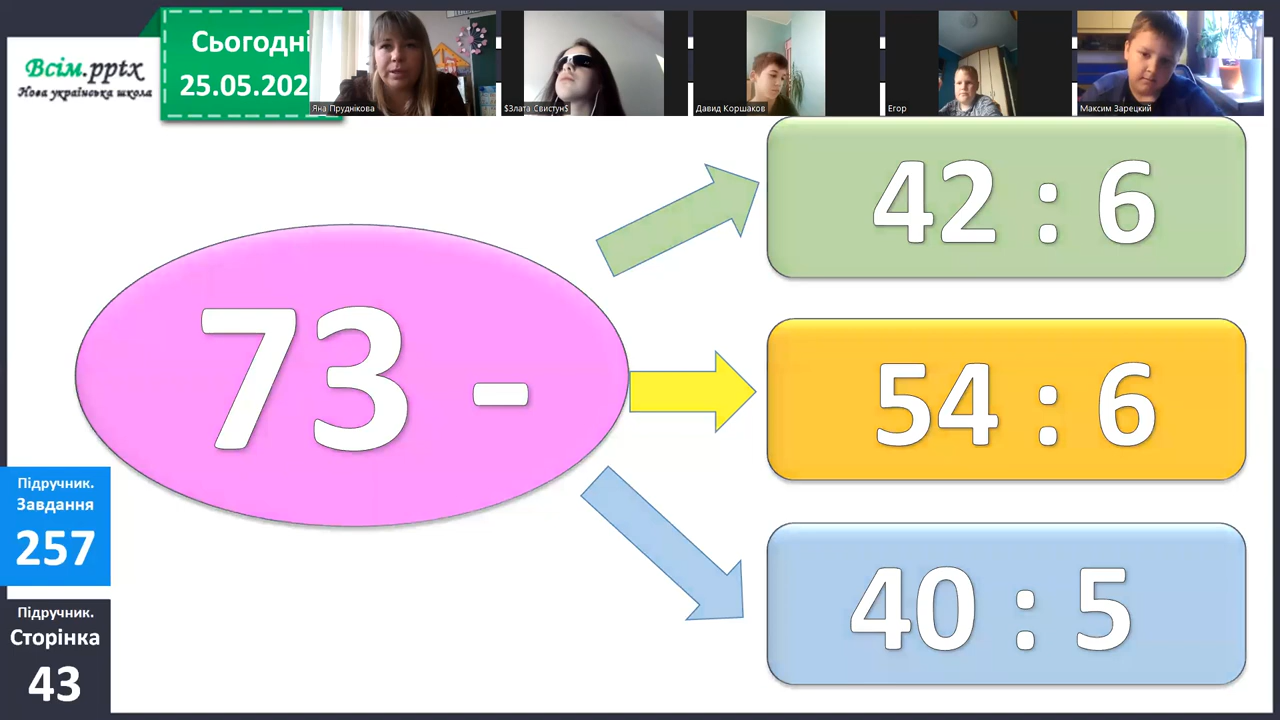 Всім.pptx
Нова українська школа
Сьогодні
25.05.202
Яна Пруднікова
$Злата Свистун$
Давид Коршаков
Егор
Максим Зарецкий
73 -
42 : 6
54 : 6
40 : 5
Підручник.
Завдання
257
Підручник.
Сторінка
43